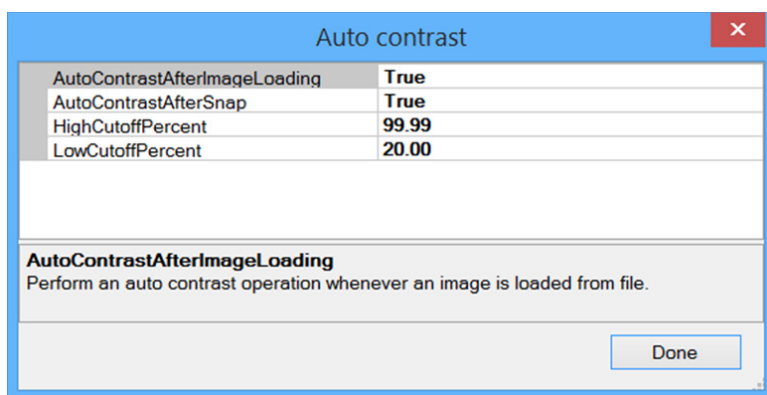 Auto contrast
AutoContrastAfterImageLoading True
AutoContrastAfterSnap True
HighCutoffPercent 99.99
LowCutoffPercent 20.00
AutoContrastAfterImageLoading
Perform an auto contrast operation whenever an image is loaded from file.
Done